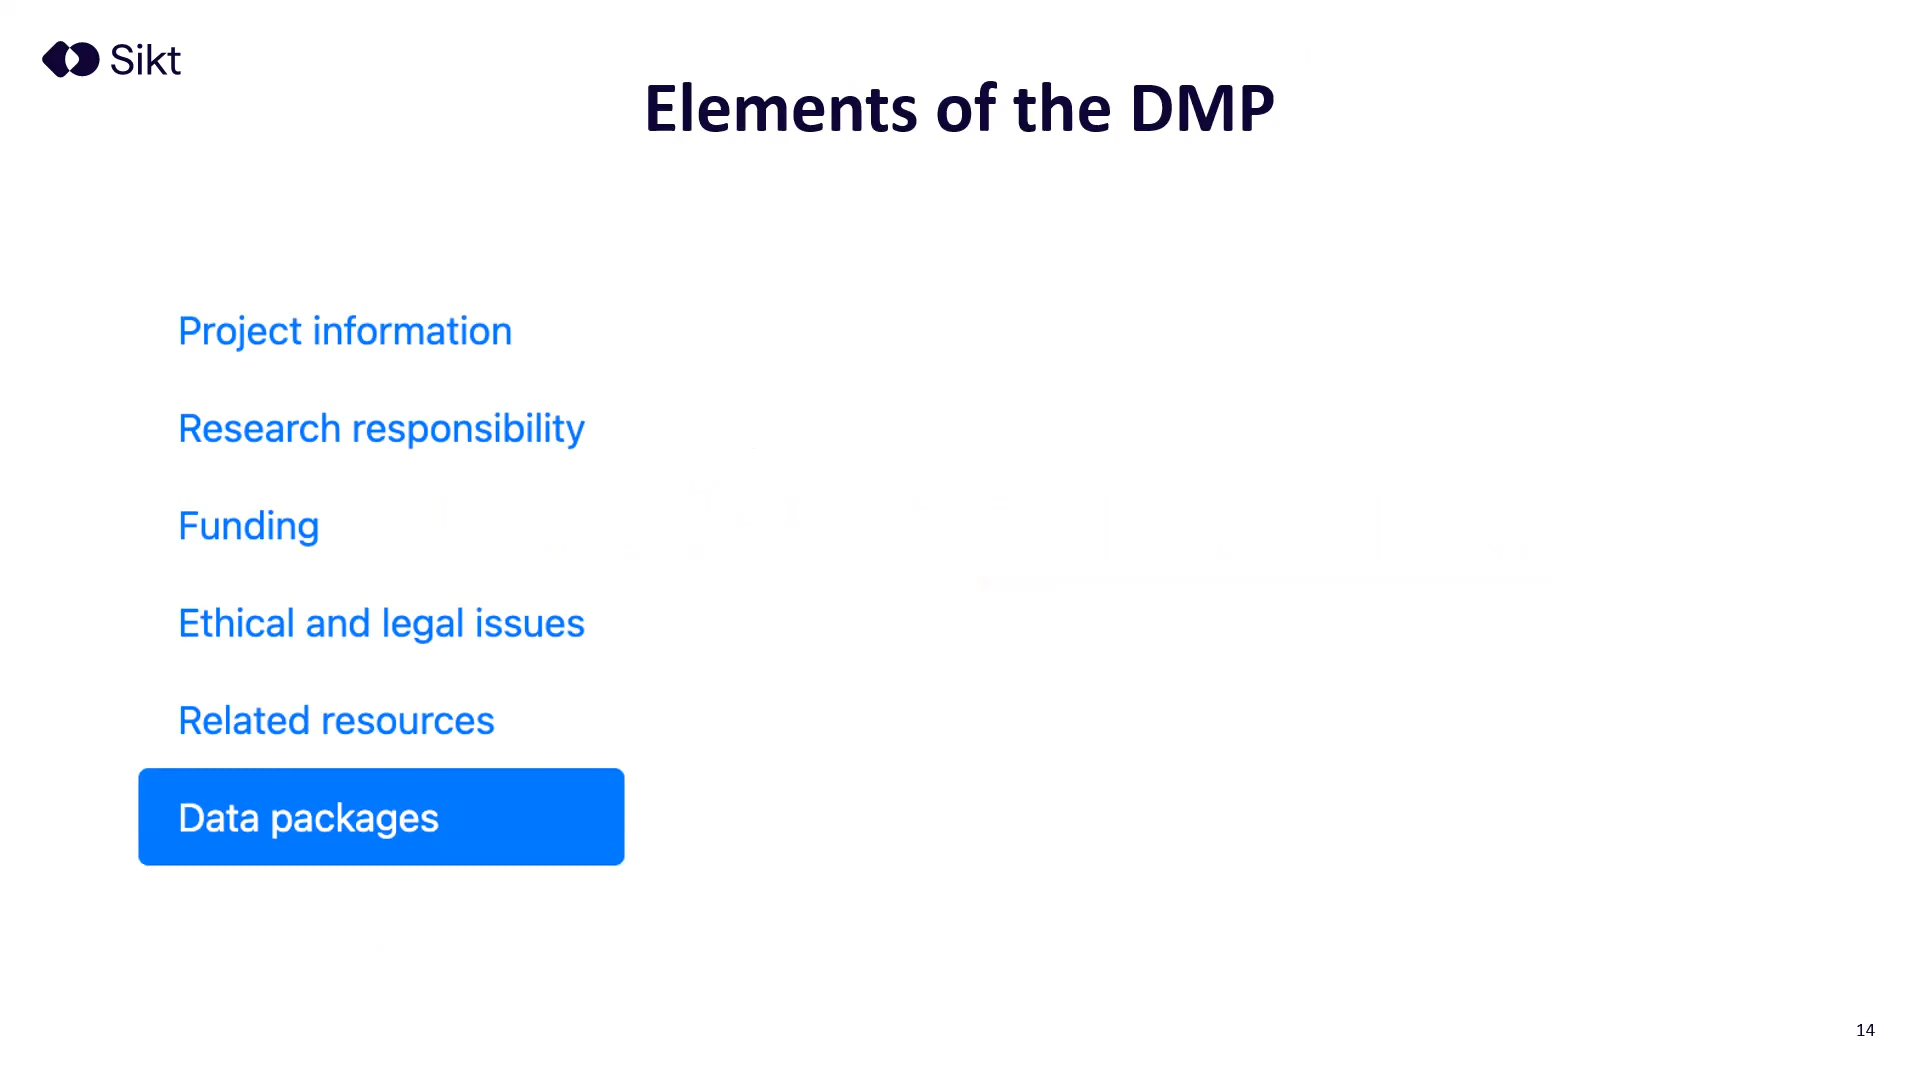 Sikt
Elements of the DMP
Project information
Research responsibility
Funding
Ethical and legal issues
Related resources
Data packages
14